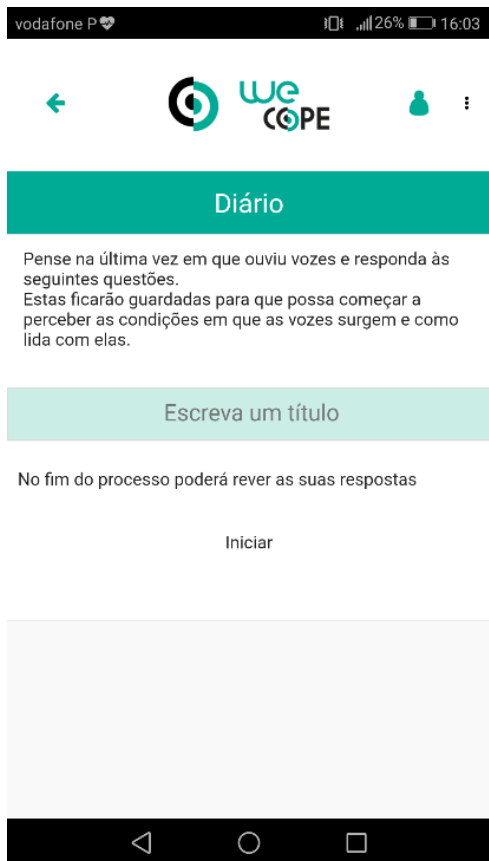 vodafone P 26% 16:03
we
COPE
Diário
Pense na última vez em que ouviu vozes e responda às
seguintes questões.
Estas ficarão guardadas para que possa começar a
perceber as condições em que as vozes surgem e como
lida com elas.
Escreva um título
No fim do processo poderá rever as suas respostas
Iniciar